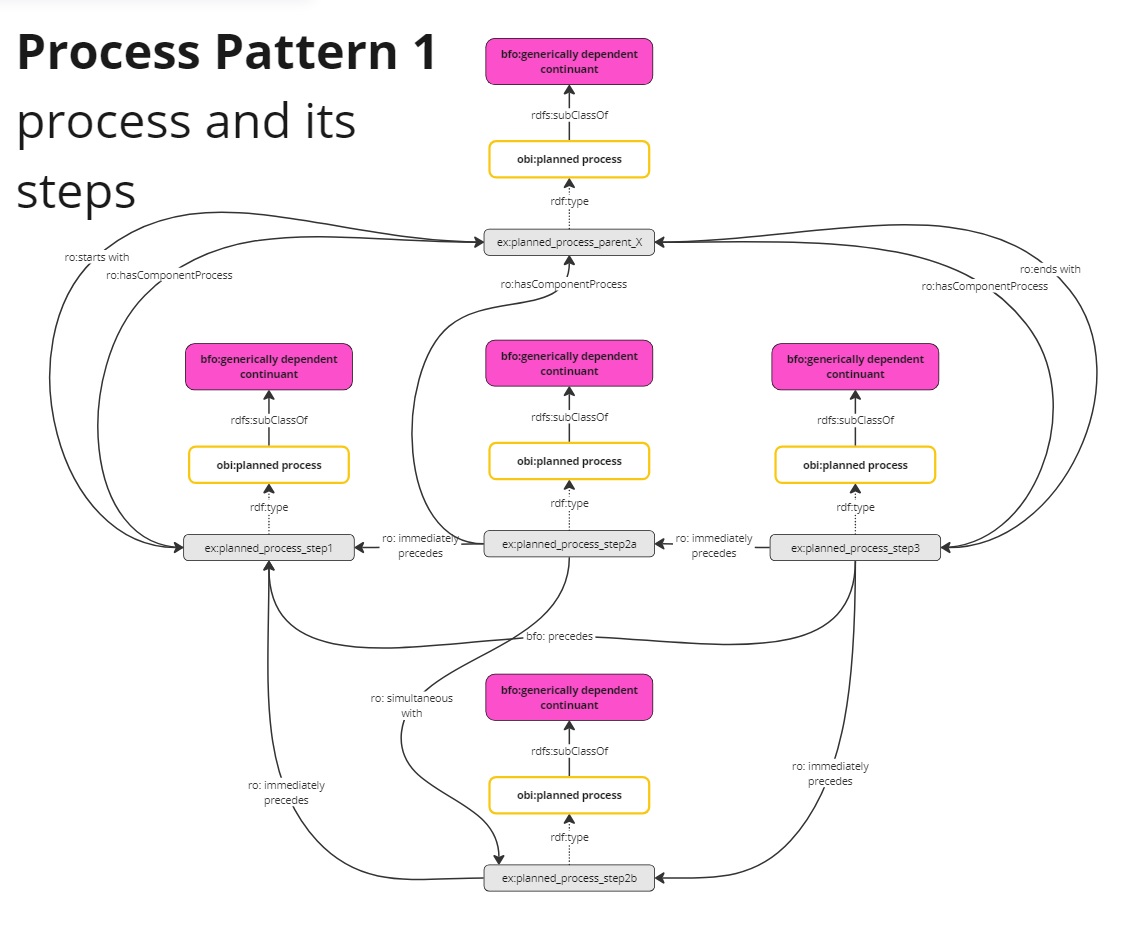 Process Pattern 1
process and its
steps
bfo:generically dependent
continuant
rdfs:subClassOf
obi:planned process
rdf:type
ex:planned_process_parent_X
ro:starts with
ro:hasComponentProcess
ro:hasComponentProcess
ro:ends with
ro:hasComponentProcess
bfo:generically dependent
continuant
rdfs:subClassOf
obi:planned process
rdf:type
ex:planned_process_step1
bfo:generically dependent
continuant
rdfs:subClassOf
obi:planned process
rdf:type
ex:planned_process_step2a
bfo:generically dependent
continuant
rdfs:subClassOf
obi:planned process
rdf:type
ex:planned_process_step3
ro: immediately
precedes
ro: immediately
precedes
bfo: precedes
ro: simultaneous
with
bfo:generically dependent
continuant
rdfs:subClassOf
obi:planned process
rdf:type
ex:planned_process_step2b
ro: immediately
precedes
ro: immediately
precedes